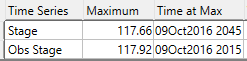 Time Series Maximum Time at Max
Stage 117.66 09Oct2016 2045
Obs Stage 117.92 09Oct2016 2015